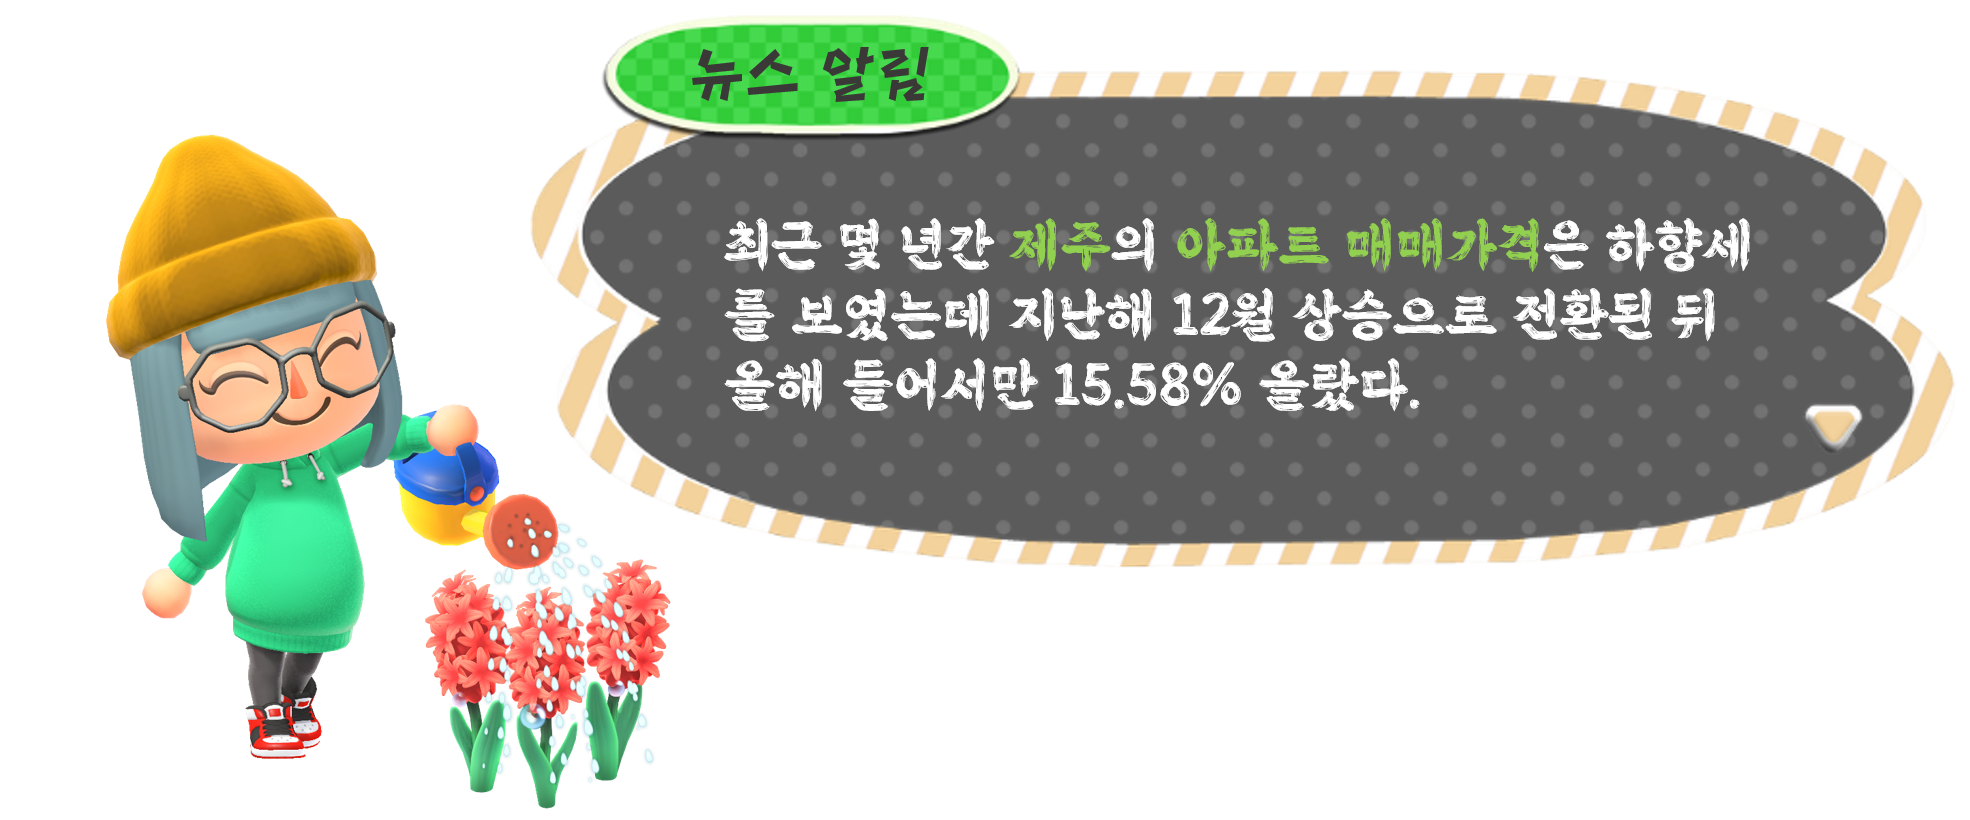 뉴스 알림
최근 몇 년간 제주의 아파트 매매가격은 하향세
를 보였는데 지난해 12월 상승으로 전환된 뒤
올해 들어서만 15.58% 올랐다.